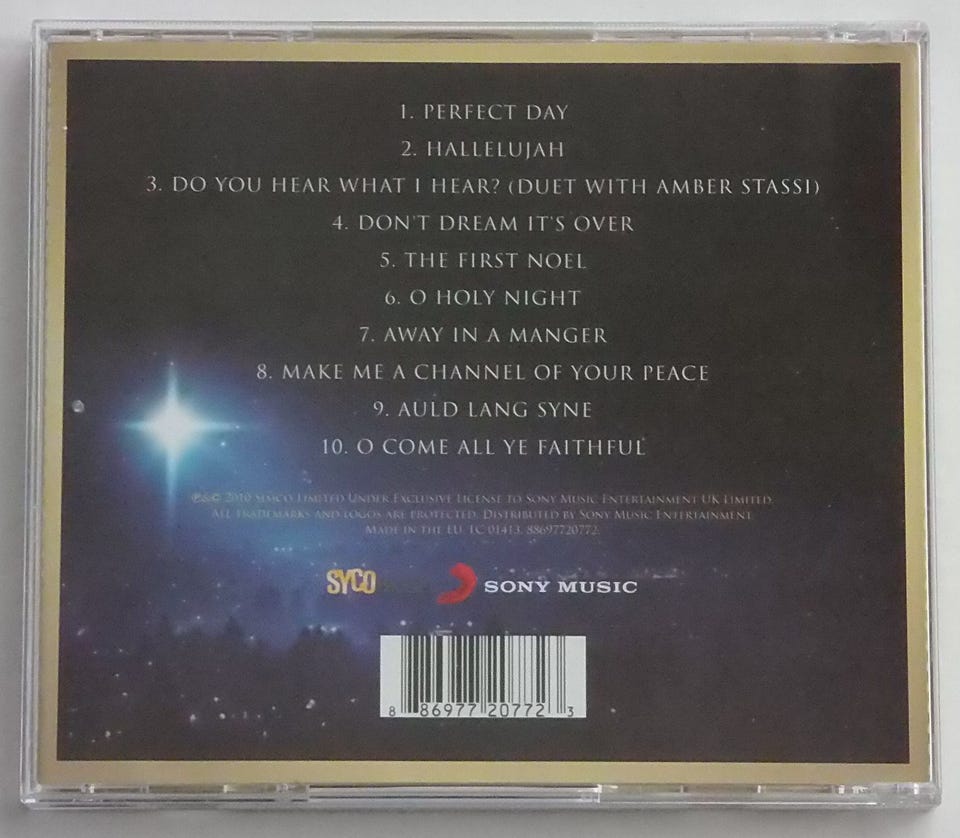 1. PERFECT DAY
2. HALLELUJAH
3. DO YOU HEAR WHAT I HEAR? (DUET WITH AMBER STASSI)
4. DON'T DREAM IT'S OVER
5. THE FIRST NOEL
6. O HOLY NIGHT
7. AWAY IN A MANGER
8. MAKE ME A CHANNEL OF YOUR PEACE
9. AULD LANG SYNE
10. O COME ALL YE FAITHFUL
℗&© 2010 SIMCO LIMITED UNDER EXCLUSIVE LICENSE TO SONY MUSIC ENTERTAINMENT UK LIMITED.
ALL TRADEMARKS AND LOGOS ARE PROTECTED. DISTRIBUTED BY SONY MUSIC ENTERTAINMENT.
MADE IN THE EU. LC 01413. 88697720772.
SYCO
SONY MUSIC
8 86977 20772 3